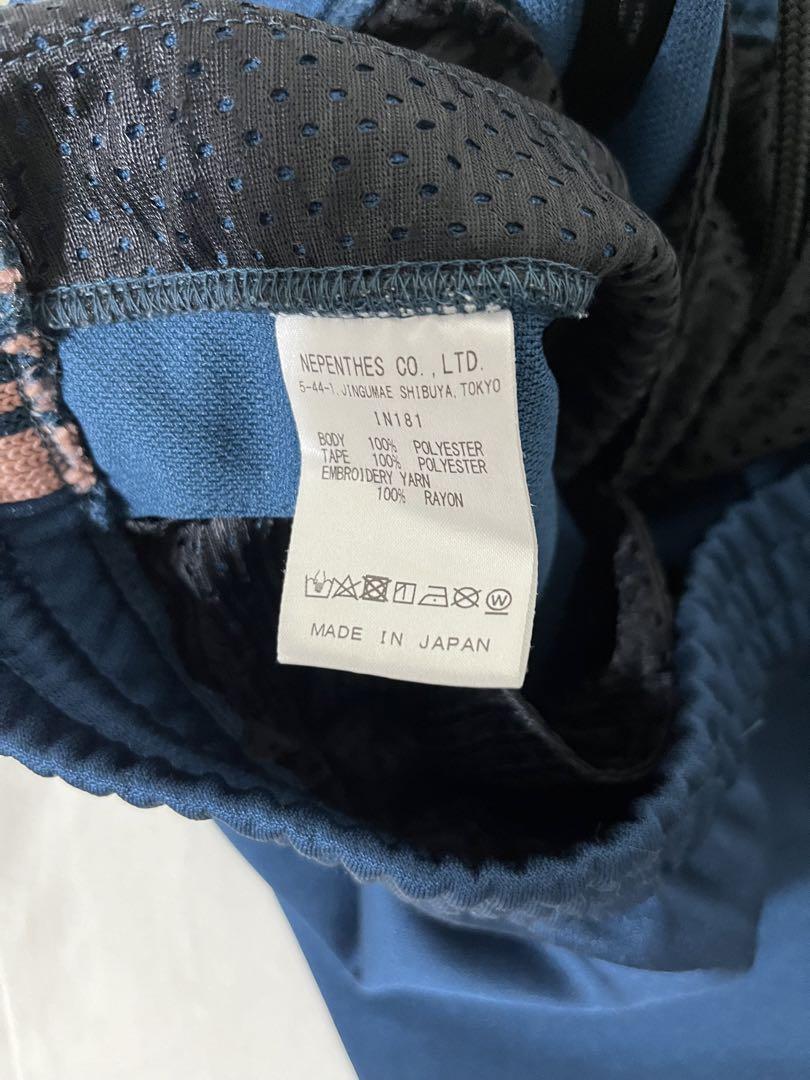 NEPENTHES CO.,LTD.
5-44-1, JINGUMAE SHIBUYA, TOKYO
IN181
BODY 100% POLYESTER
TAPE 100% POLYESTER
EMBROIDERY YARN
100% RAYON
W
MADE IN JAPAN